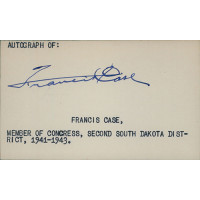 AUTOGRAPH OF:
Francis Case
FRANCIS CASE,
MEMBER OF CONGRESS, SECOND SOUTH DAKOTA DIST-
RICT, 1941-1943.